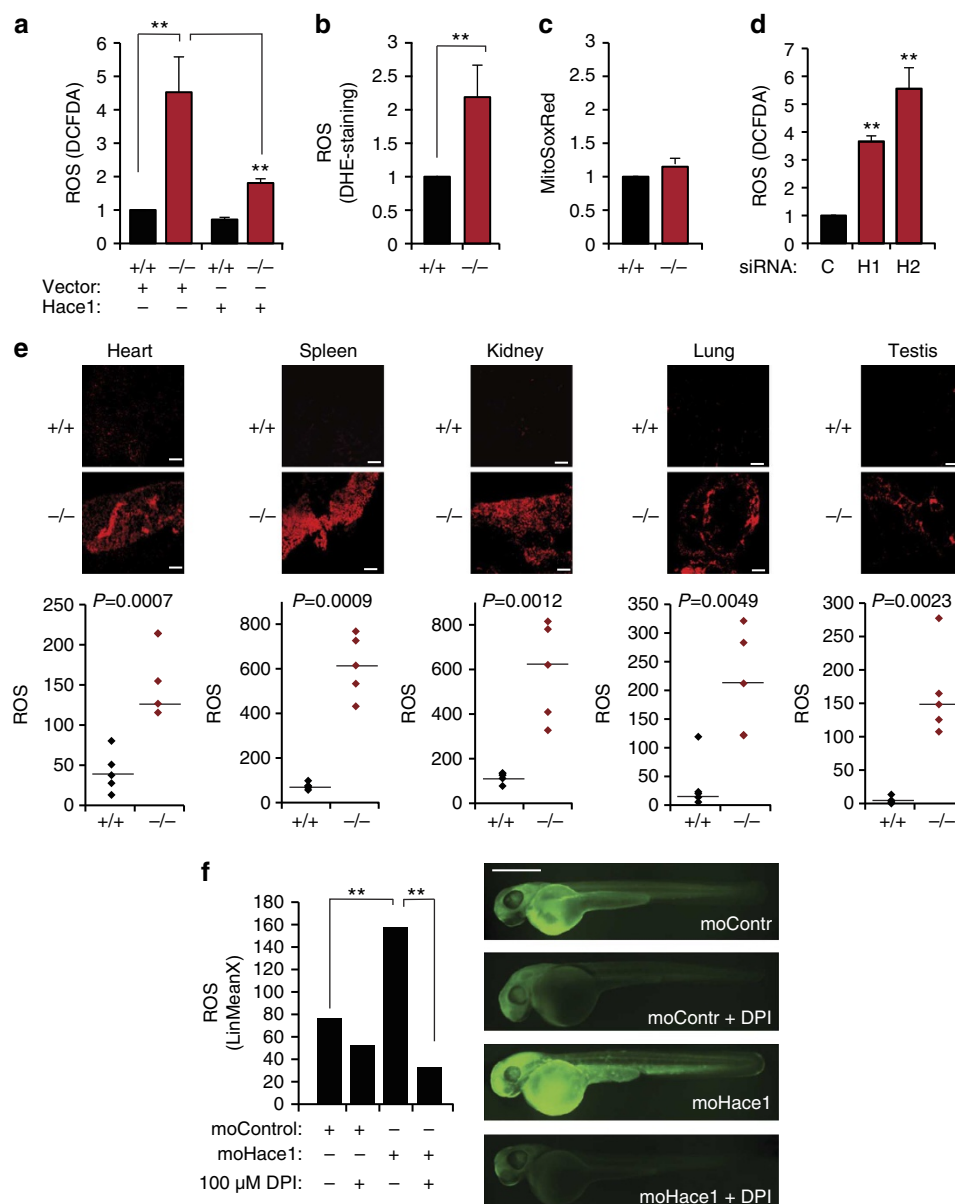 a
ROS (DCFDA)
6
5
4
3
2
1
0
**
**
+/+ –/– +/+ –/–
Vector: + + – –
Hace1: – – + +
b
ROS
(DHE-staining)
3
2.5
2
1.5
1
0.5
0
**
+/+ –/–
c
MitoSoxRed
3
2.5
2
1.5
1
0.5
0
+/+ –/–
d
ROS (DCFDA)
7
6
5
4
3
2
1
0
**
**
siRNA: C H1 H2
e
Heart Spleen Kidney Lung Testis
+/+ +/+ +/+ +/+ +/+
–/– –/– –/– –/– –/–
P=0.0007
ROS
250
200
150
100
50
0
+/+ –/–
P=0.0009
ROS
800
600
400
200
0
+/+ –/–
P=0.0012
ROS
800
600
400
200
0
+/+ –/–
P=0.0049
ROS
350
300
250
200
150
100
50
0
+/+ –/–
P=0.0023
ROS
300
250
200
150
100
50
0
+/+ –/–
f
ROS
(LinMeanX)
180
160
140
120
100
80
60
40
20
0
** **
moControl: + + – –
moHace1: – – + +
100 µM DPI: – + – +
moContr
moContr + DPI
moHace1
moHace1 + DPI